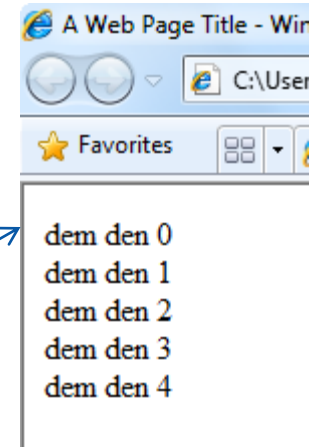 A Web Page Title - Win
C:\User
Favorites
dem den 0
dem den 1
dem den 2
dem den 3
dem den 4